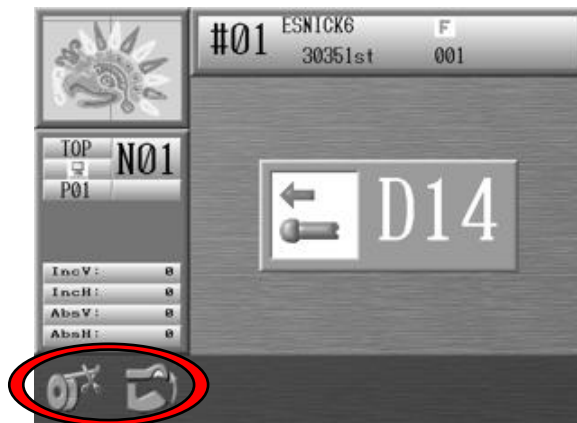 #01 ESNICK6 F
30351st 001
TOP N01
P01
D14
IncV: 0
IncH: 0
AbsV: 0
AbsH: 0